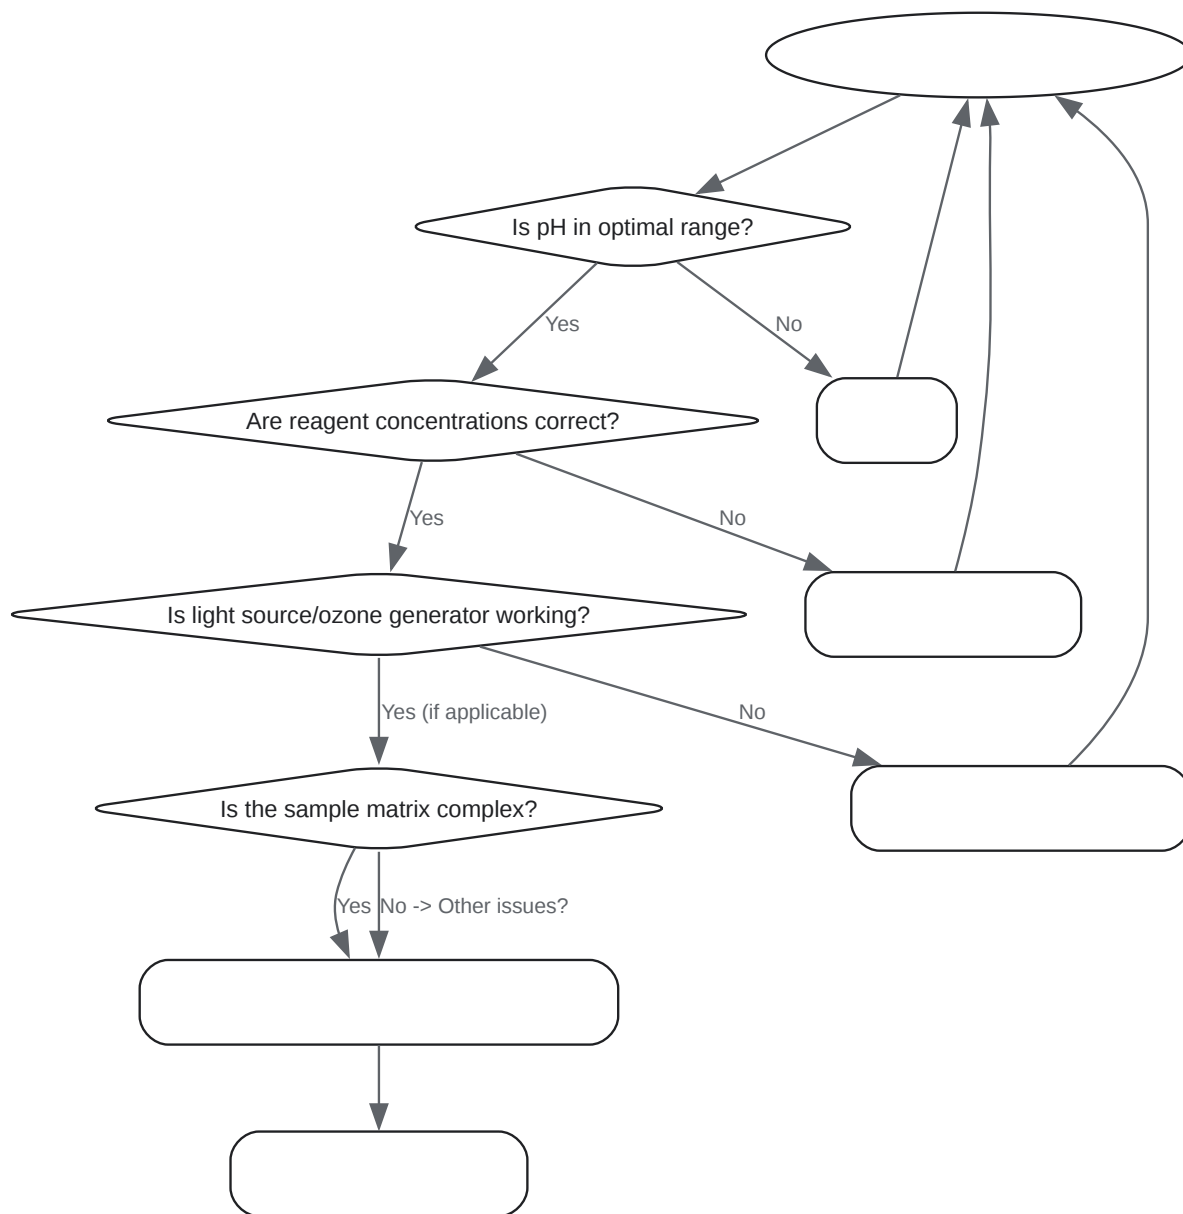 Is pH in optimal range?
Yes
No
Are reagent concentrations correct?
Yes
No
Is light source/ozone generator working?
Yes (if applicable)
No
Is the sample matrix complex?
Yes
No -> Other issues?